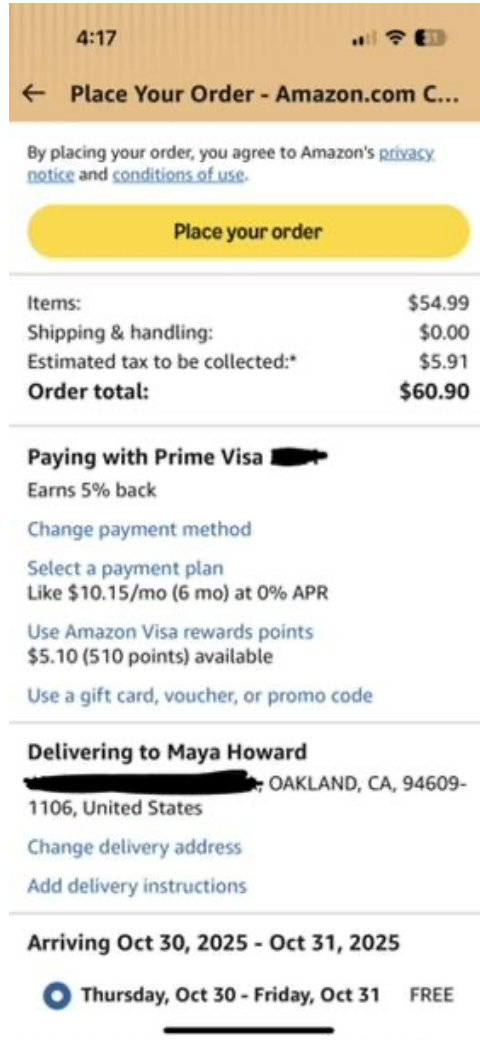 4:17
Place Your Order - Amazon.com C...
By placing your order, you agree to Amazon's privacy
notice and conditions of use.
Place your order
Items: $54.99
Shipping & handling: $0.00
Estimated tax to be collected:* $5.91
Order total: $60.90
Paying with Prime Visa
Earns 5% back
Change payment method
Select a payment plan
Like $10.15/mo (6 mo) at 0% APR
Use Amazon Visa rewards points
$5.10 (510 points) available
Use a gift card, voucher, or promo code
Delivering to Maya Howard
, OAKLAND, CA, 94609-
1106, United States
Change delivery address
Add delivery instructions
Arriving Oct 30, 2025 - Oct 31, 2025
Thursday, Oct 30 - Friday, Oct 31 FREE